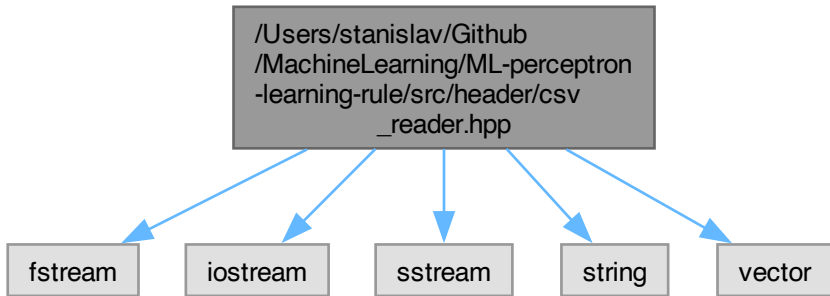 /Users/stanislav/Github
/MachineLearning/ML-perceptron
-learning-rule/src/header/csv
_reader.hpp
fstream
iostream
sstream
string
vector